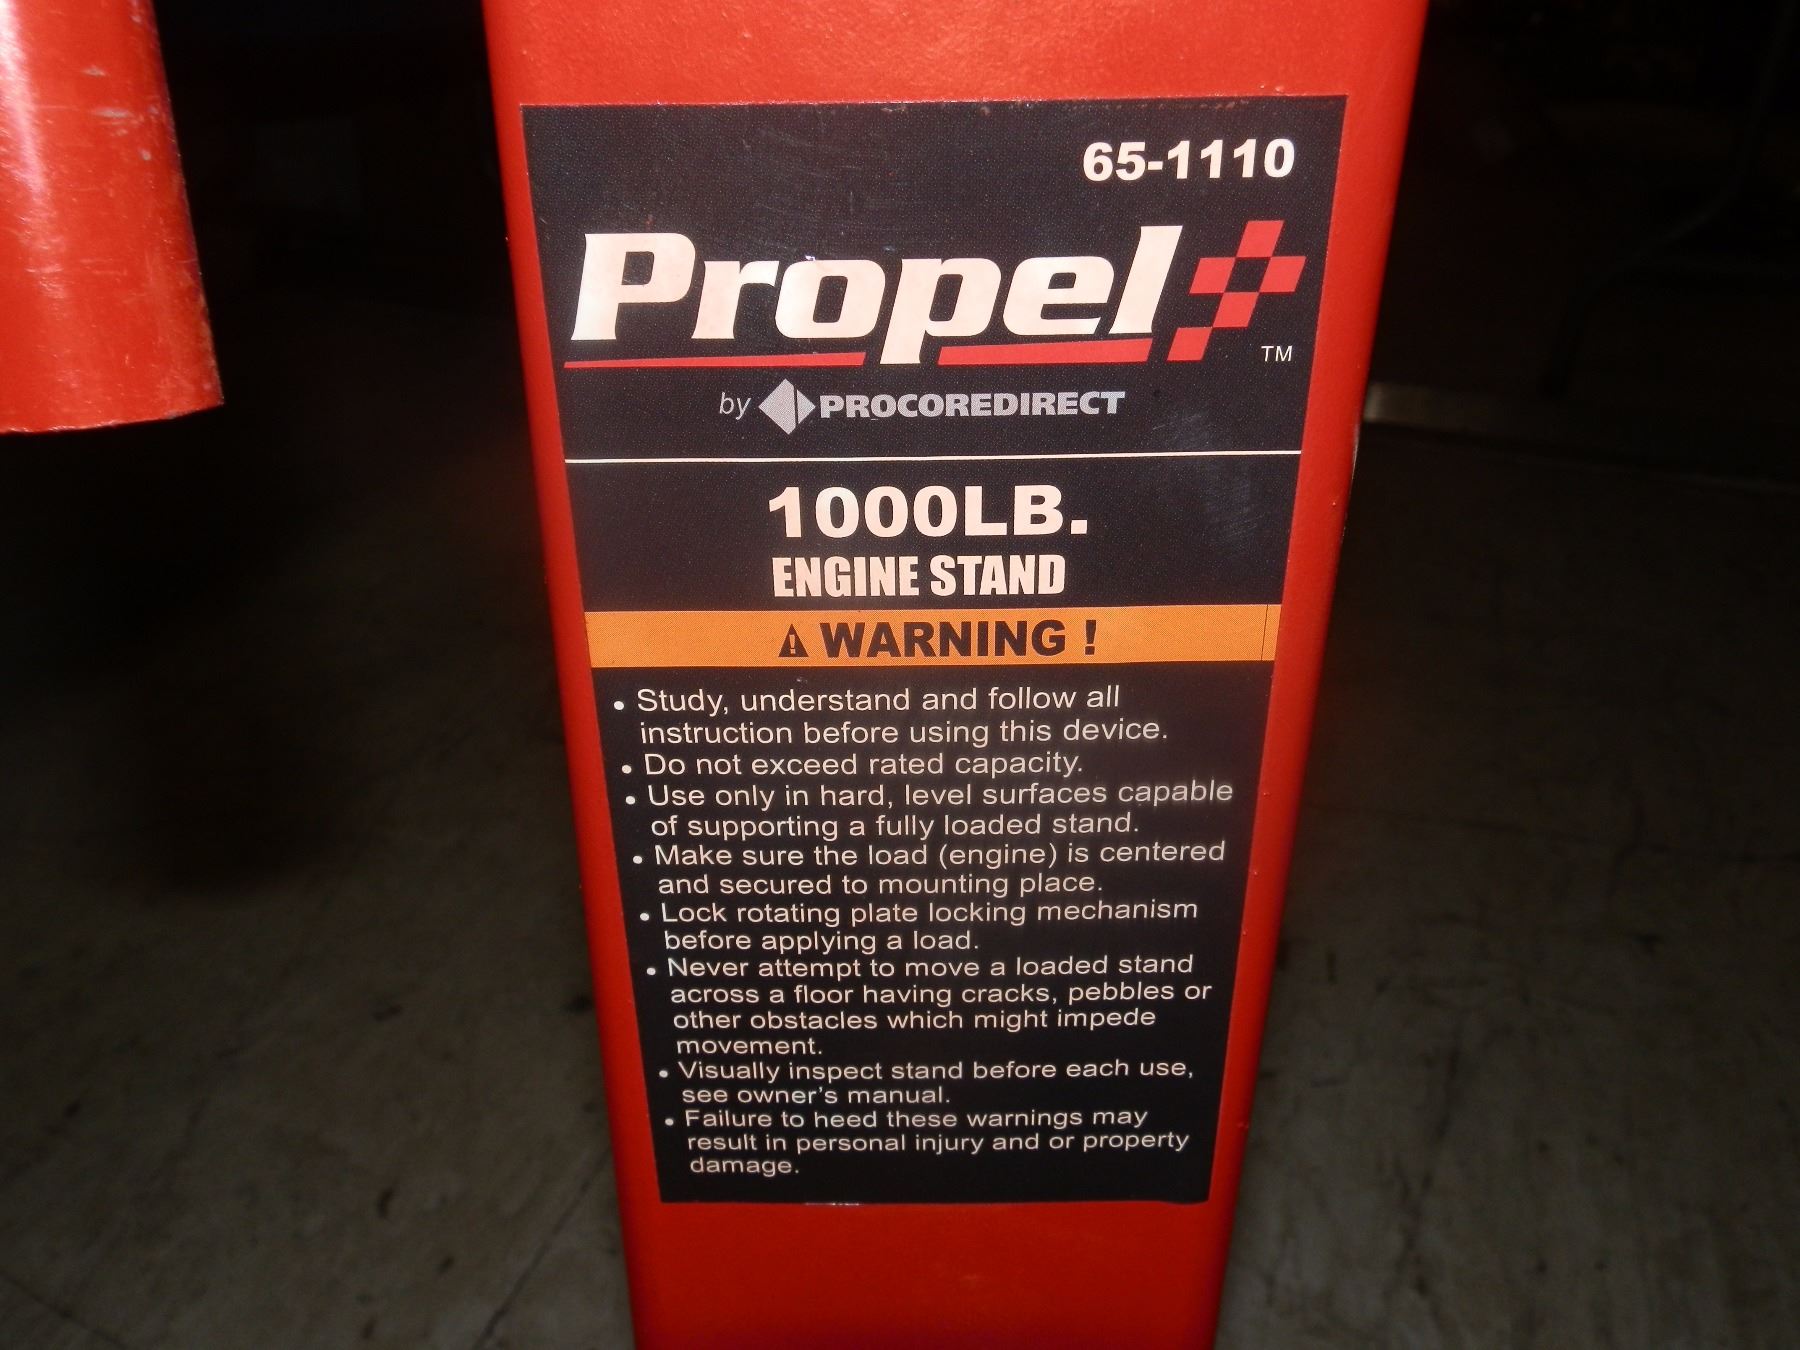 65-1110
Propel
TM
by PROCOREDIRECT
1000LB.
ENGINE STAND
WARNING !
• Study, understand and follow all
instruction before using this device.
• Do not exceed rated capacity.
• Use only in hard, level surfaces capable
of supporting a fully loaded stand.
• Make sure the load (engine) is centered
and secured to mounting place.
• Lock rotating plate locking mechanism
before applying a load.
• Never attempt to move a loaded stand
across a floor having cracks, pebbles or
other obstacles which might impede
movement.
• Visually inspect stand before each use,
see owner's manual.
• Failure to heed these warnings may
result in personal injury and or property
damage.